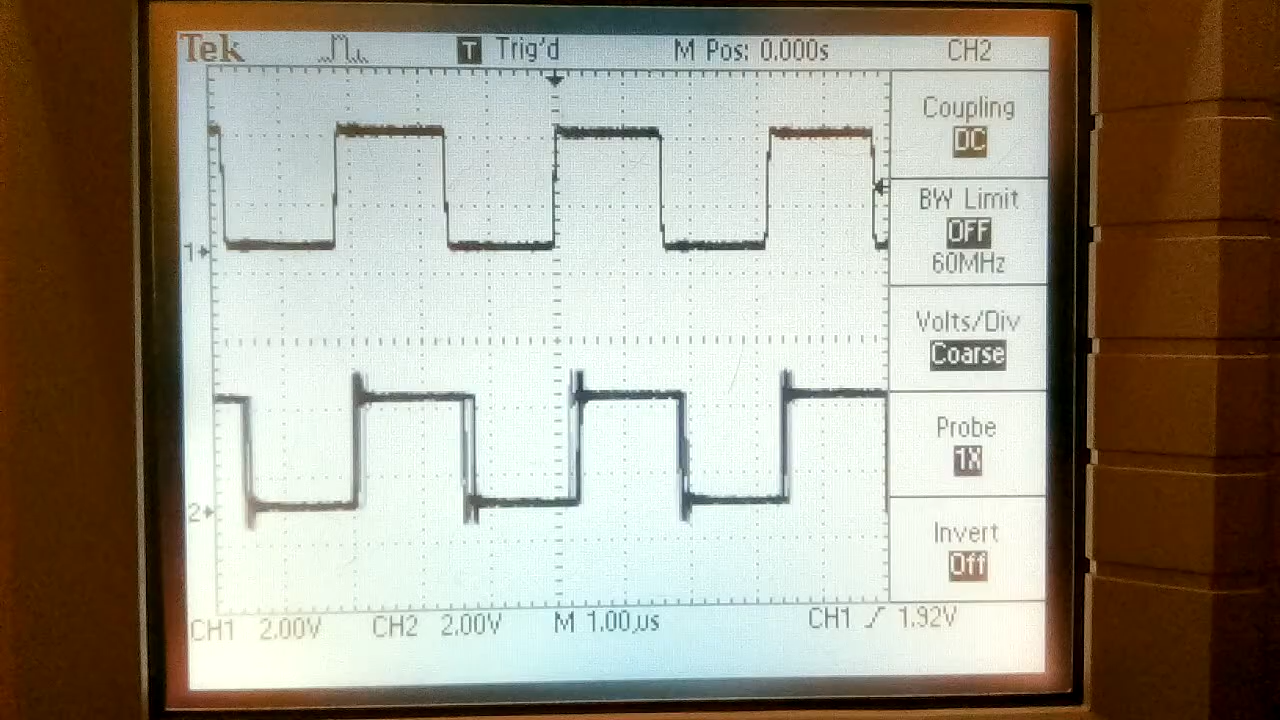 Tek T Trig'd M Pos: 0.000s CH2
Coupling
DC
BW Limit
OFF
60MHz
Volts/Div
Coarse
Probe
1X
Invert
Off
1
2
CH1 2.00V CH2 2.00V M 1.00µs CH1 1.92V